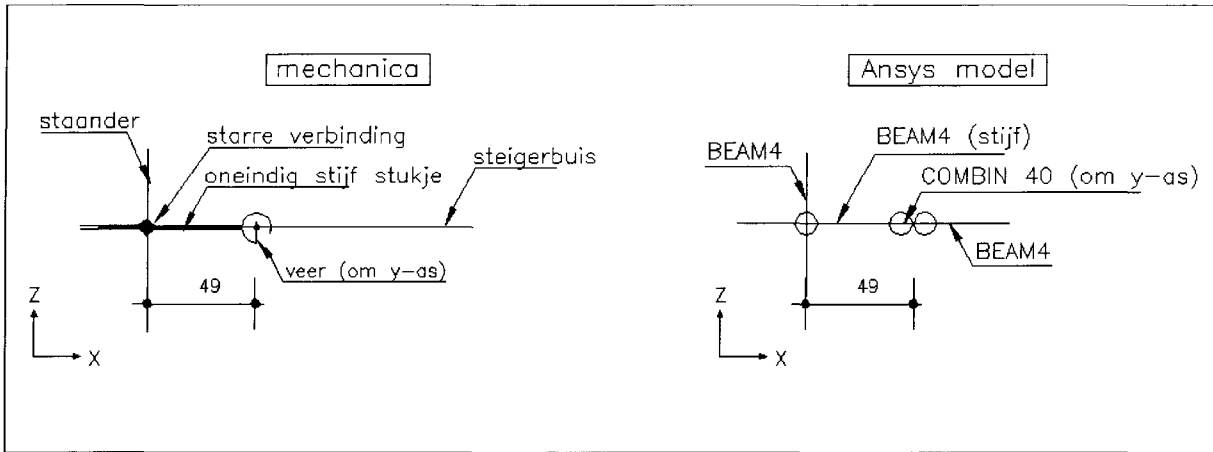 mechanica
staander
starre verbinding
oneindig stijf stukje
steigerbuis
veer (om y-as)
49
Z
X
Ansys model
BEAM4
BEAM4 (stijf)
COMBIN 40 (om y-as)
BEAM4
49
Z
X